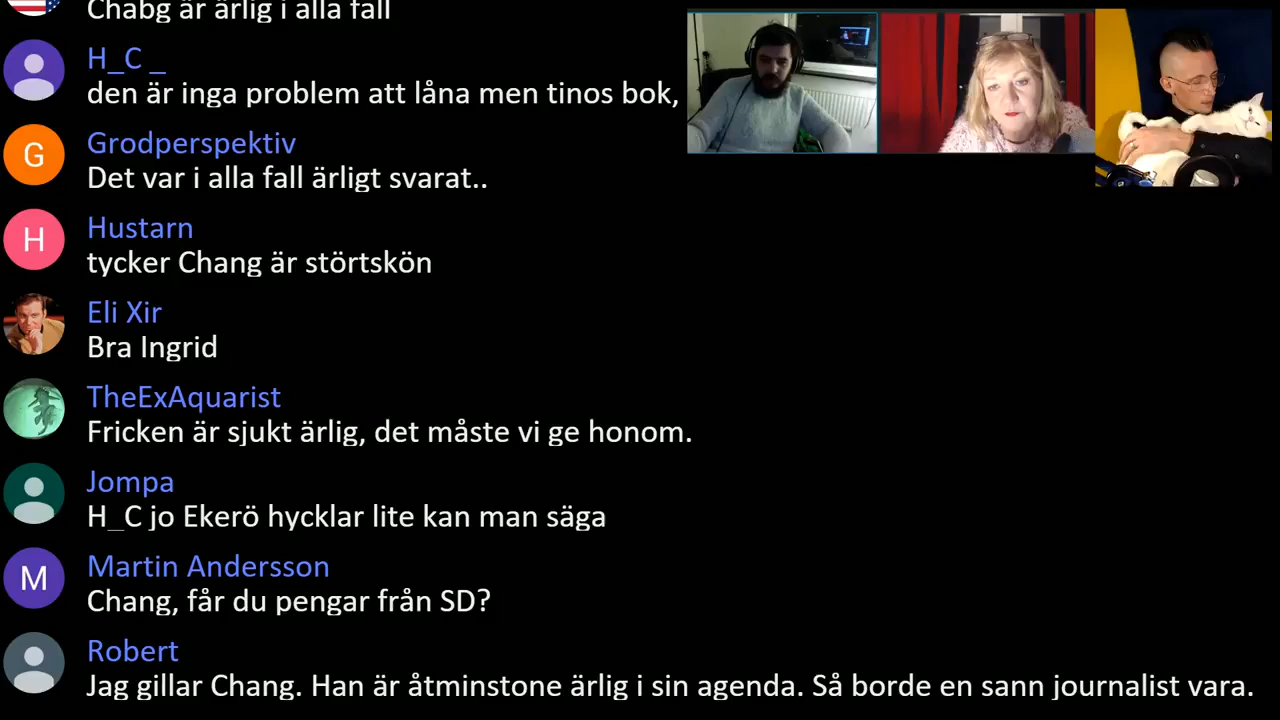 Chabg är ärlig i alla fall
H_C _
den är inga problem att låna men tinos bok,
G
Grodperspektiv
Det var i alla fall ärligt svarat..
H
Hustarn
tycker Chang är störtskön
Eli Xir
Bra Ingrid
TheExAquarist
Fricken är sjukt ärlig, det måste vi ge honom.
Jompa
H_C jo Ekerö hycklar lite kan man säga
M
Martin Andersson
Chang, får du pengar från SD?
Robert
Jag gillar Chang. Han är åtminstone ärlig i sin agenda. Så borde en sann journalist vara.